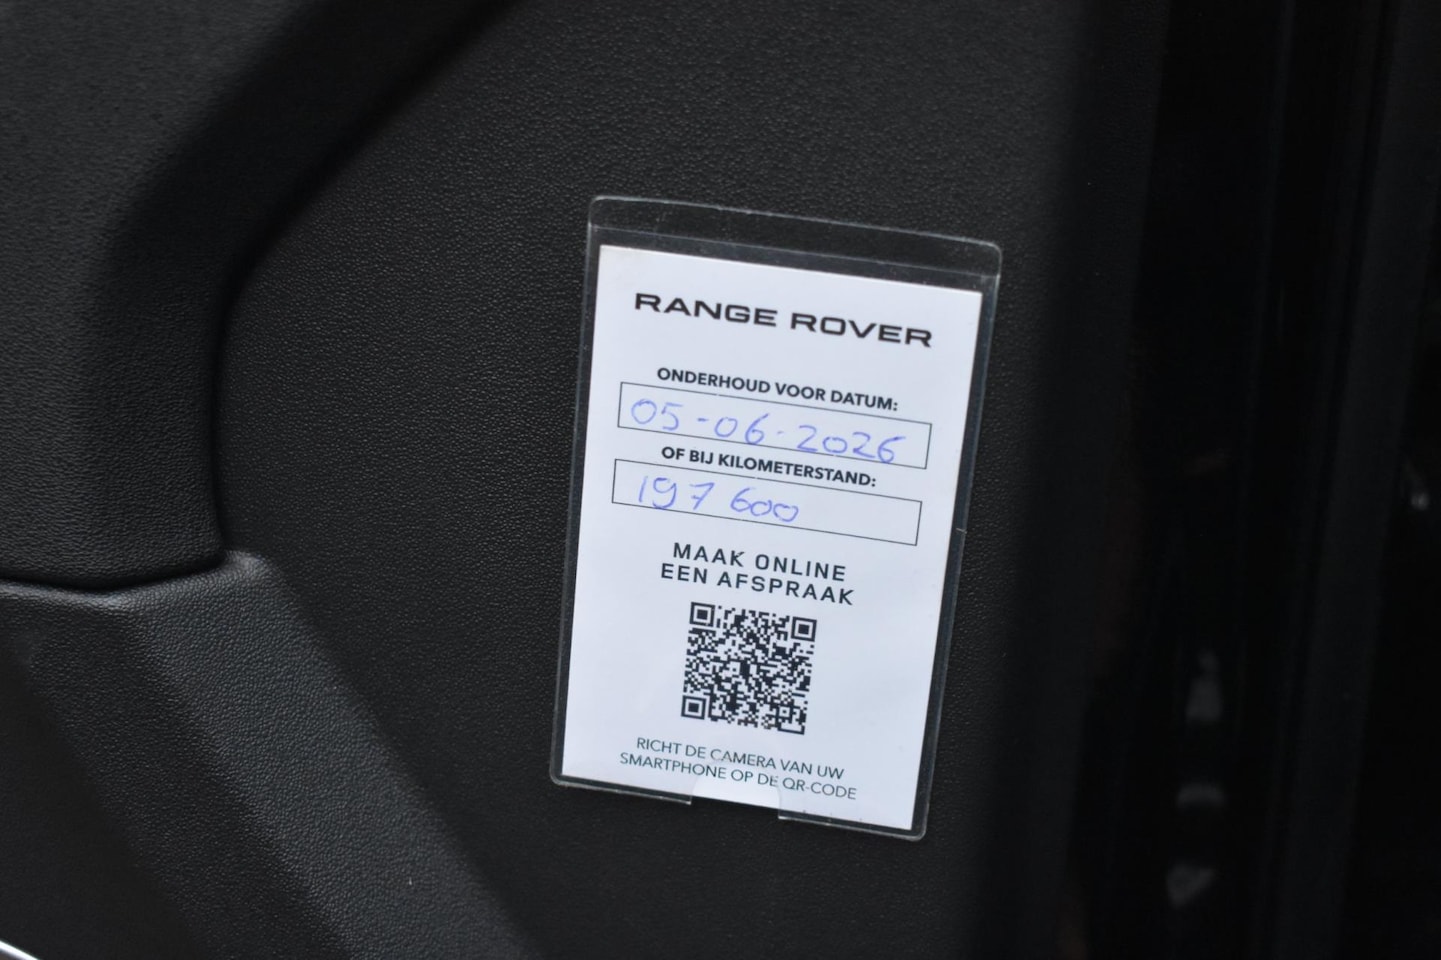 RANGE ROVER
ONDERHOUD VOOR DATUM:
05-06-2026
OF BIJ KILOMETERSTAND:
197 600
MAAK ONLINE
EEN AFSPRAAK
RICHT DE CAMERA VAN UW
SMARTPHONE OP DE QR-CODE